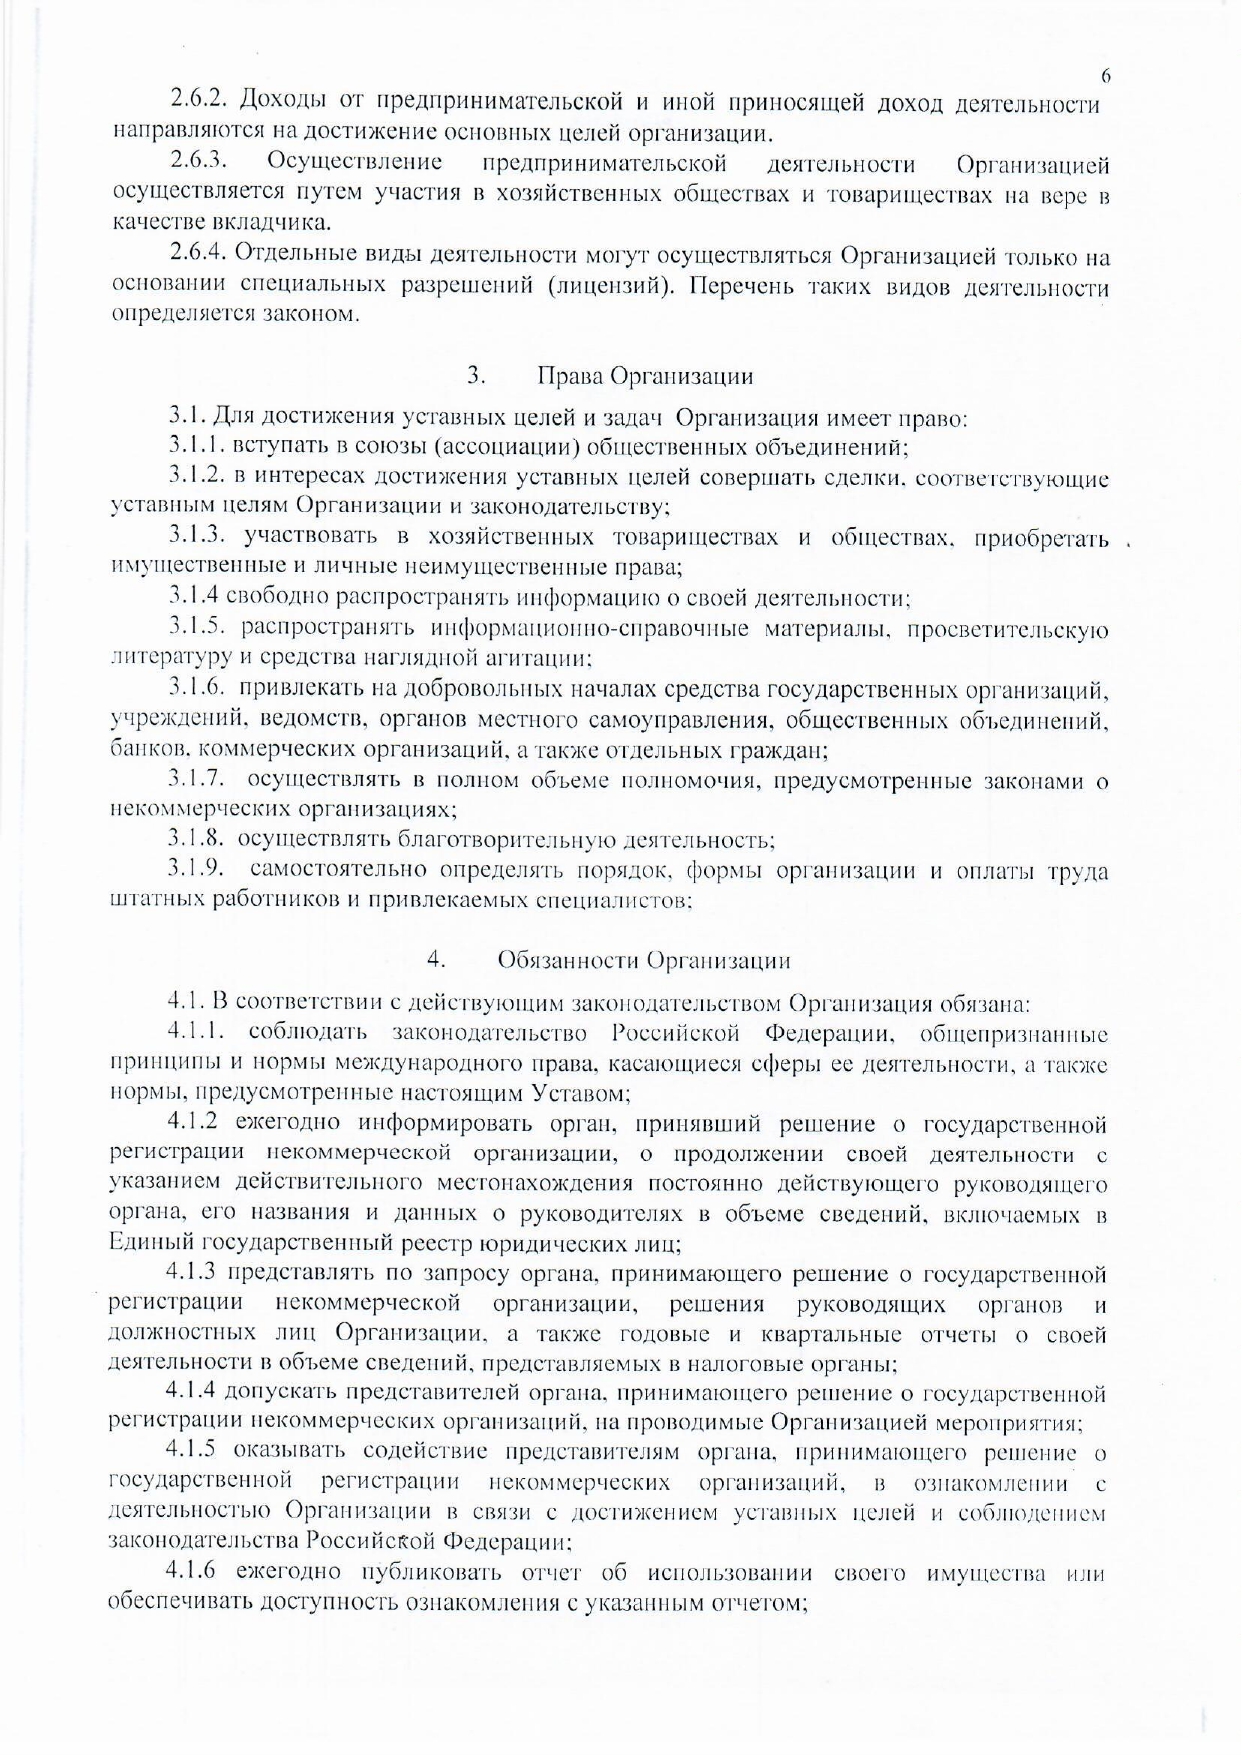 6
2.6.2. Доходы от предпринимательской и иной приносящей доход деятельности
направляются на достижение основных целей организации.
2.6.3. Осуществление предпринимательской деятельности Организацией
осуществляется путем участия в хозяйственных обществах и товариществах на вере в
качестве вкладчика.
2.6.4. Отдельные виды деятельности могут осуществляться Организацией только на
основании специальных разрешений (лицензий). Перечень таких видов деятельности
определяется законом.
3. Права Организации
3.1. Для достижения уставных целей и задач Организация имеет право:
3.1.1. вступать в союзы (ассоциации) общественных объединений;
3.1.2. в интересах достижения уставных целей совершать сделки, соответствующие
уставным целям Организации и законодательству;
3.1.3. участвовать в хозяйственных товариществах и обществах, приобретать
имущественные и личные неимущественные права;
3.1.4 свободно распространять информацию о своей деятельности;
3.1.5. распространять информационно-справочные материалы, просветительскую
литературу и средства наглядной агитации;
3.1.6. привлекать на добровольных началах средства государственных организаций,
учреждений, ведомств, органов местного самоуправления, общественных объединений,
банков, коммерческих организаций, а также отдельных граждан;
3.1.7. осуществлять в полном объеме полномочия, предусмотренные законами о
некоммерческих организациях;
3.1.8. осуществлять благотворительную деятельность;
3.1.9. самостоятельно определять порядок, формы организации и оплаты труда
штатных работников и привлекаемых специалистов;
4. Обязанности Организации
4.1. В соответствии с действующим законодательством Организация обязана:
4.1.1. соблюдать законодательство Российской Федерации, общепризнанные
принципы и нормы международного права, касающиеся сферы ее деятельности, а также
нормы, предусмотренные настоящим Уставом;
4.1.2 ежегодно информировать орган, принявший решение о государственной
регистрации некоммерческой организации, о продолжении своей деятельности с
указанием действительного местонахождения постоянно действующего руководящего
органа, его названия и данных о руководителях в объеме сведений, включаемых в
Единый государственный реестр юридических лиц;
4.1.3 представлять по запросу органа, принимающего решение о государственной
регистрации некоммерческой организации, решения руководящих органов и
должностных лиц Организации, а также годовые и квартальные отчеты о своей
деятельности в объеме сведений, представляемых в налоговые органы;
4.1.4 допускать представителей органа, принимающего решение о государственной
регистрации некоммерческих организаций, на проводимые Организацией мероприятия;
4.1.5 оказывать содействие представителям органа, принимающего решение о
государственной регистрации некоммерческих организаций, в ознакомлении с
деятельностью Организации в связи с достижением уставных целей и соблюдением
законодательства Российской Федерации;
4.1.6 ежегодно публиковать отчет об использовании своего имущества или
обеспечивать доступность ознакомления с указанным отчетом;